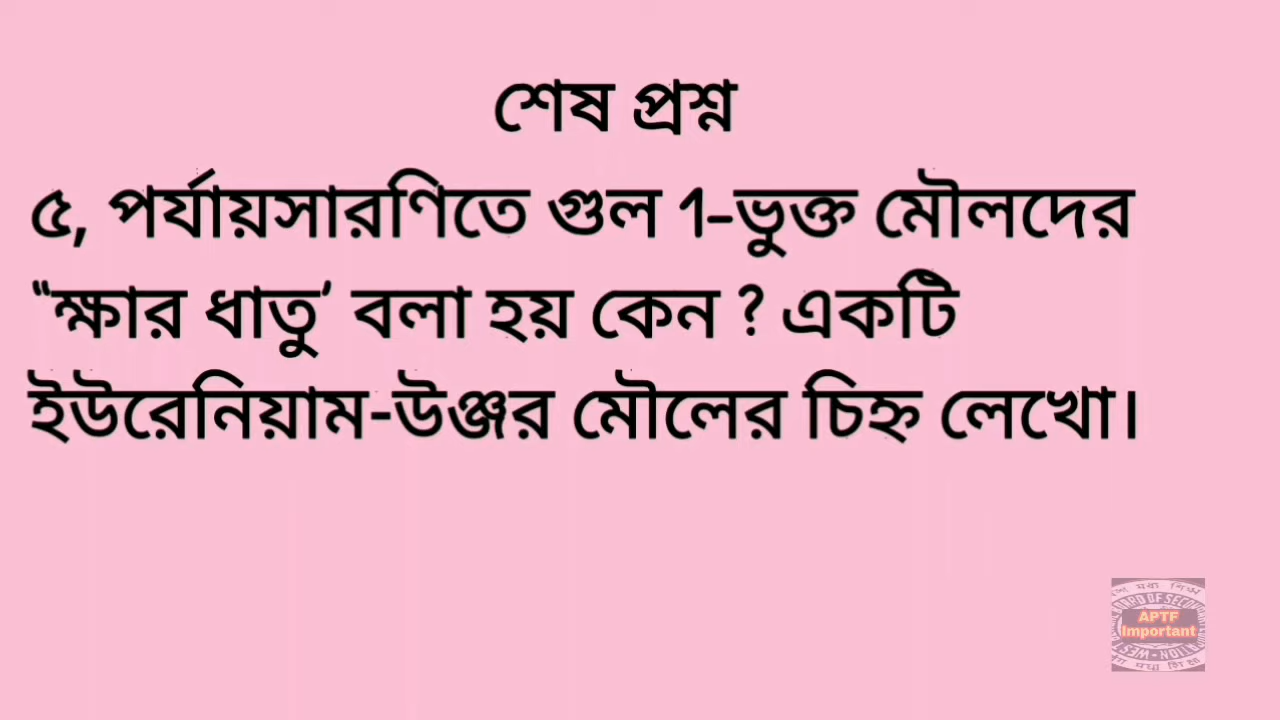 শেষ প্রশ্ন
৫, পর্যায়সারণিতে গুল 1-ভুক্ত মৌলদের
"ক্ষার ধাতু' বলা হয় কেন ? একটি
ইউরেনিয়াম-উঞ্জর মৌলের চিহ্ন লেখো।
APTF
Important